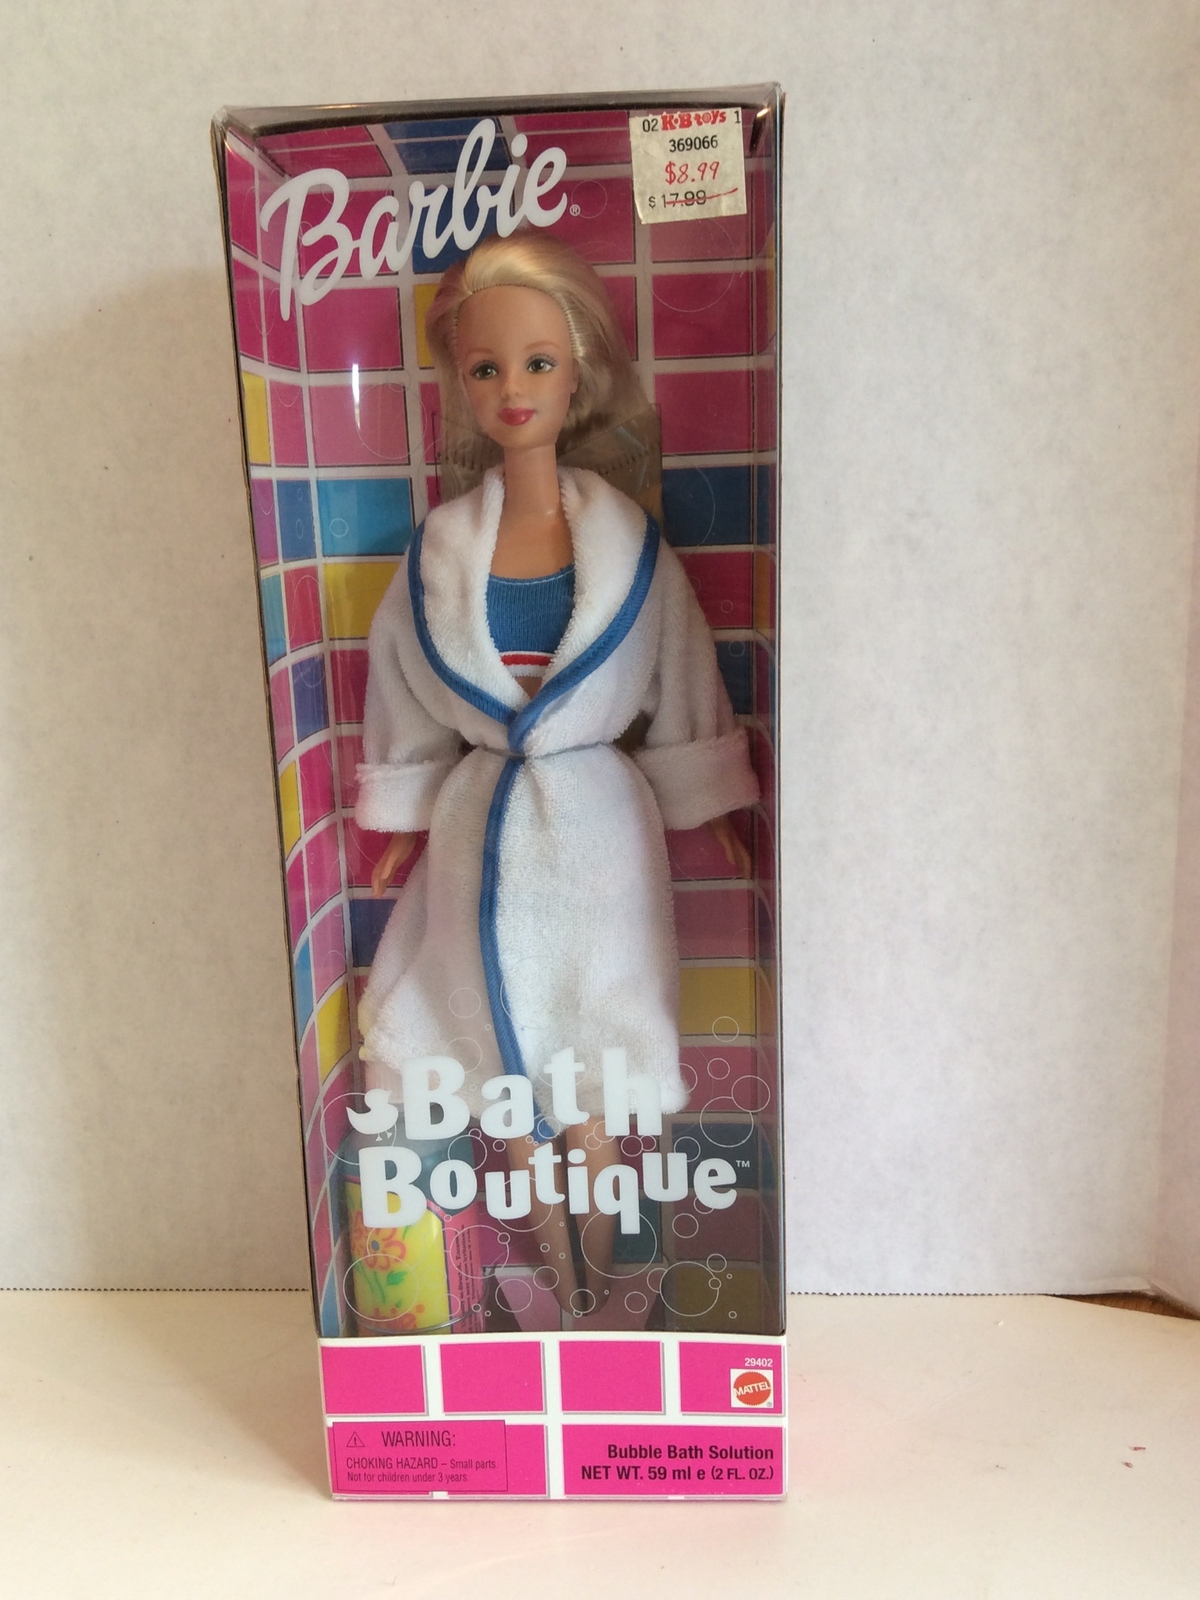 Barbie®
02 K·B toys 1
369066
$8.99
$ 17.99
Bath
Boutique™
29402
MATTEL
⚠ WARNING:
CHOKING HAZARD – Small parts.
Not for children under 3 years.
Bubble Bath Solution
NET WT. 59 ml e (2 FL. OZ.)